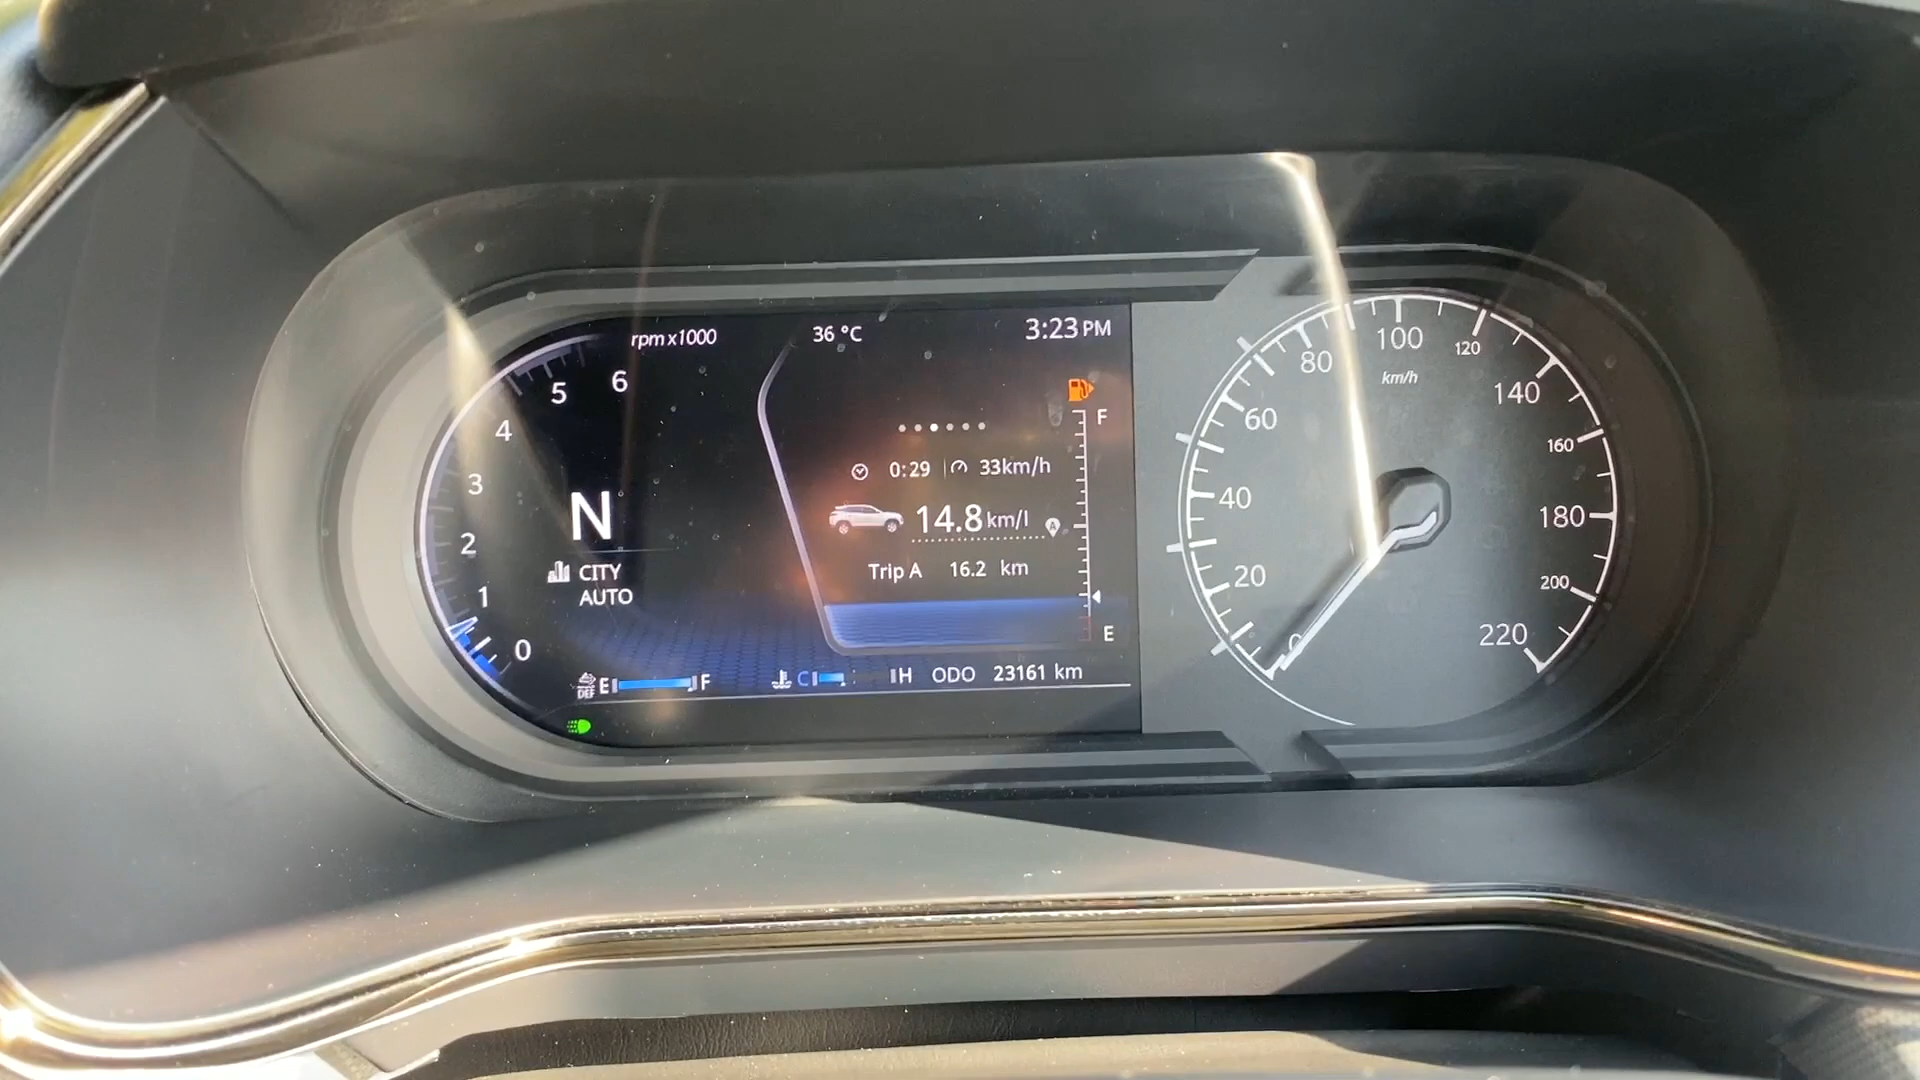 rpm x1000 36 °C 3:23 PM
0 1 2 3 4 5 6
N
CITY
AUTO
F
0:29 33km/h
14.8 km/l A
Trip A 16.2 km
E
DEF E F C H ODO 23161 km
0 20 40 60 80 100 120 140 160 180 200 220
km/h